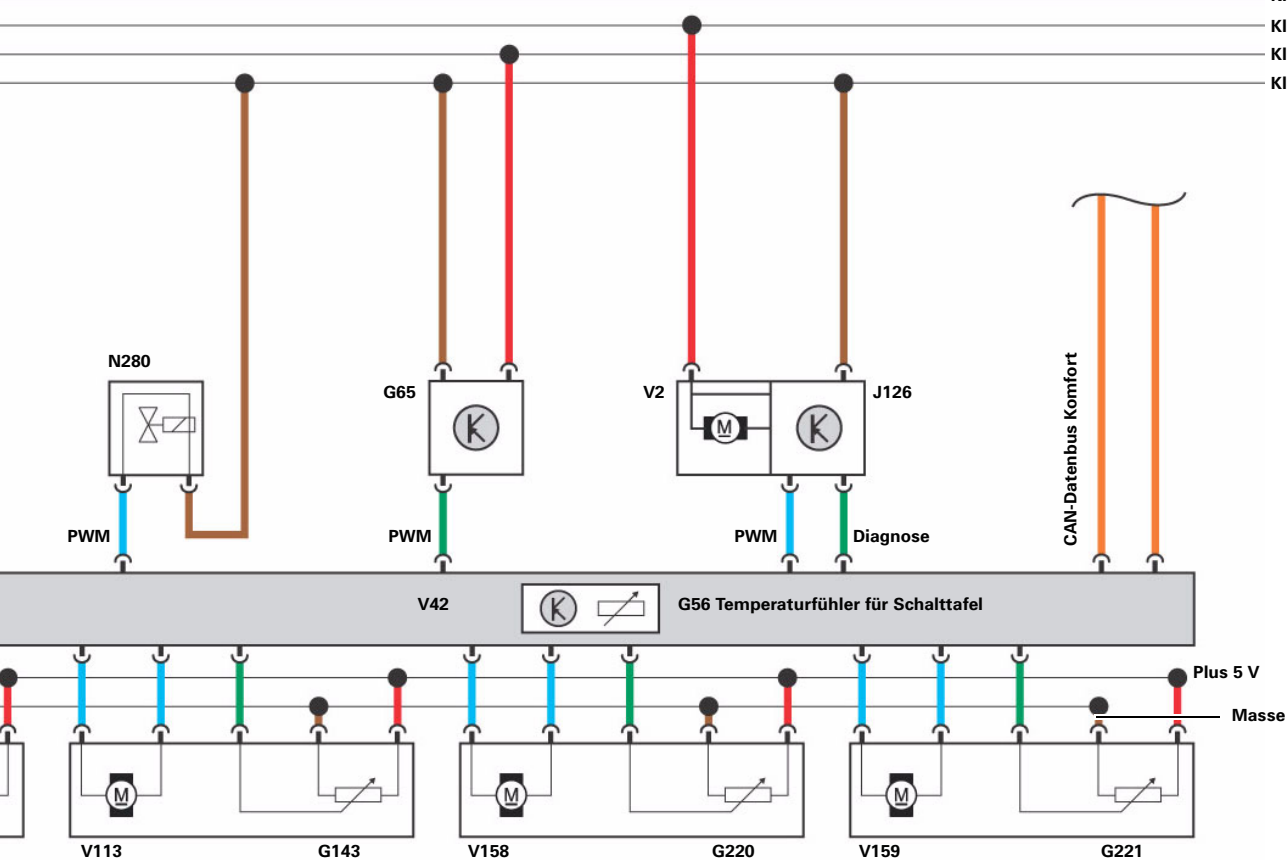 Kl
Kl
Kl
N280
G65
V2
J126
CAN-Datenbus Komfort
PWM
PWM
PWM
Diagnose
V42
G56 Temperaturfühler für Schalttafel
Plus 5 V
Masse
M
M
M
M
V113
G143
V158
G220
V159
G221